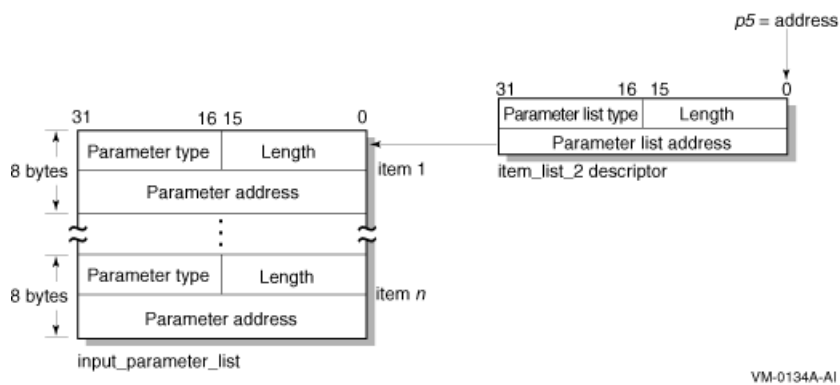 p5 = address
31 16 15 0
Parameter list type Length
Parameter list address
item_list_2 descriptor
31 16 15 0
8 bytes Parameter type Length item 1
Parameter address
8 bytes Parameter type Length item n
Parameter address
input_parameter_list
VM-0134A-AI